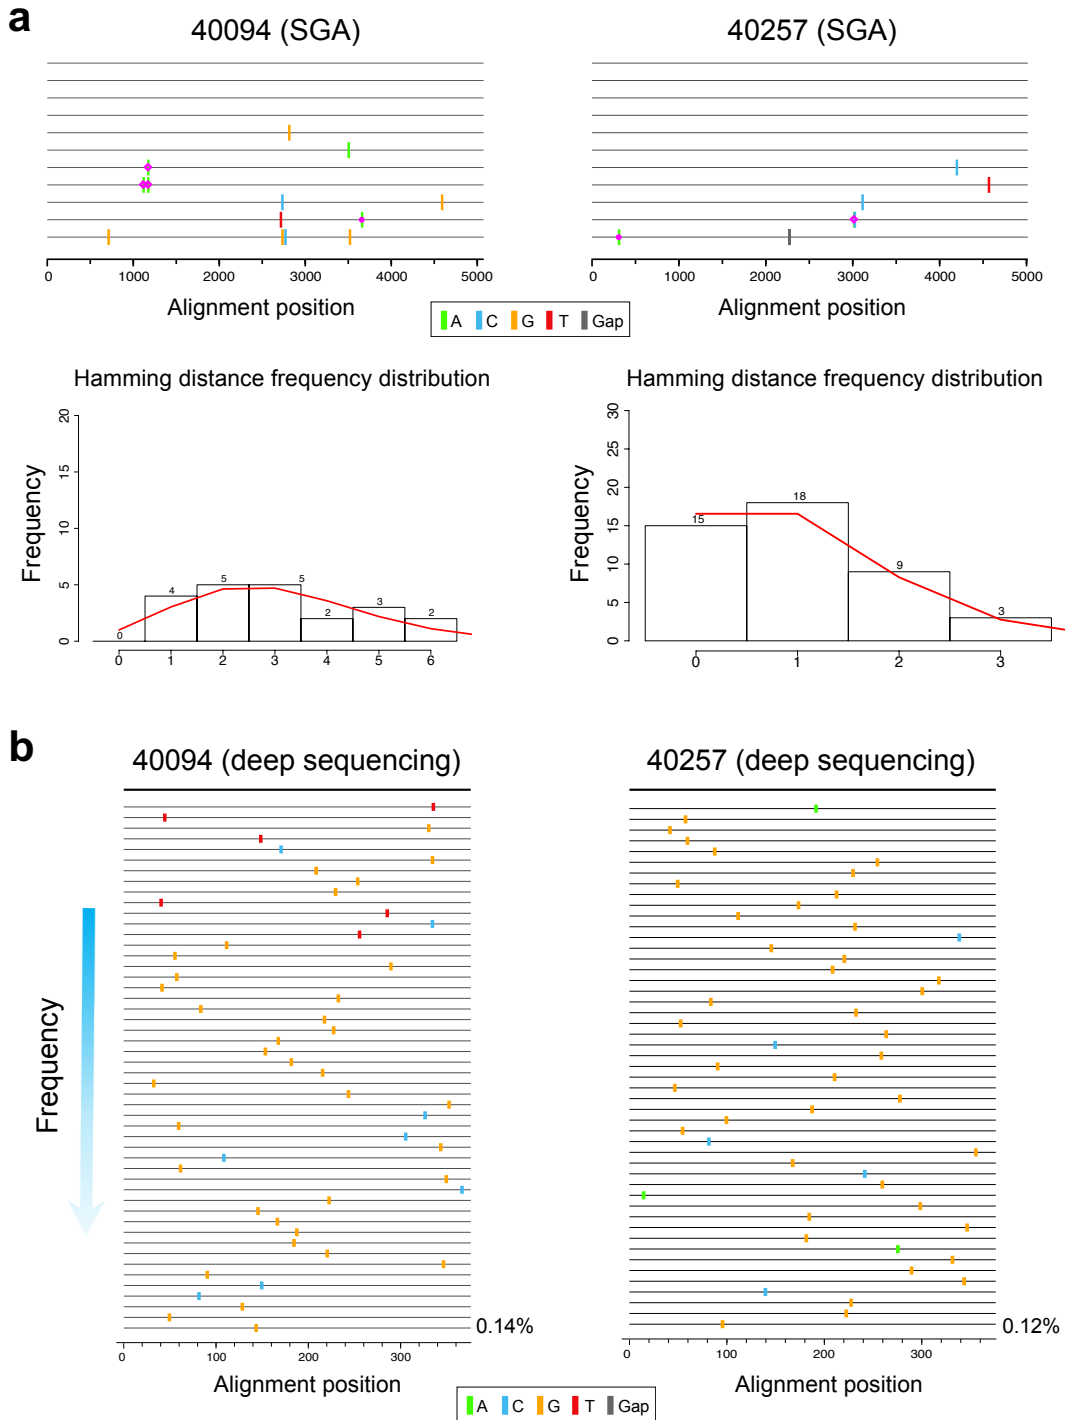 a
40094 (SGA)
40257 (SGA)
0 1000 2000 3000 4000 5000
0 1000 2000 3000 4000 5000
Alignment position
Alignment position
A C G T Gap
Hamming distance frequency distribution
Hamming distance frequency distribution
Frequency
20
15
10
5
0
0 4 5 5 2 3 2
0 1 2 3 4 5 6
Frequency
30
25
20
15
10
5
0
15 18 9 3
0 1 2 3
b
40094 (deep sequencing)
40257 (deep sequencing)
Frequency
0.14%
0.12%
0 100 200 300
0 100 200 300
Alignment position
Alignment position
A C G T Gap